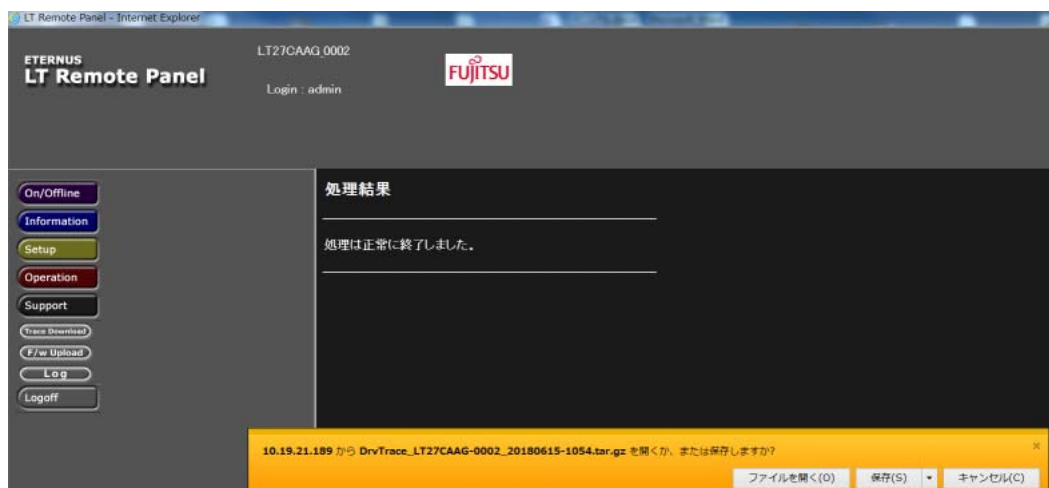 LT Remote Panel - Internet Explorer
ETERNUS
LT Remote Panel
LT27CAAG_0002
Login : admin
FUJITSU
On/Offline
Information
Setup
Operation
Support
Trace Download
F/w Upload
Log
Logoff
処理結果
処理は正常に終了しました。
10.19.21.189 から DrvTrace_LT27CAAG-0002_20180615-1054.tar.gz を開くか、または保存しますか?
×
ファイルを開く(O)
保存(S)
キャンセル(C)